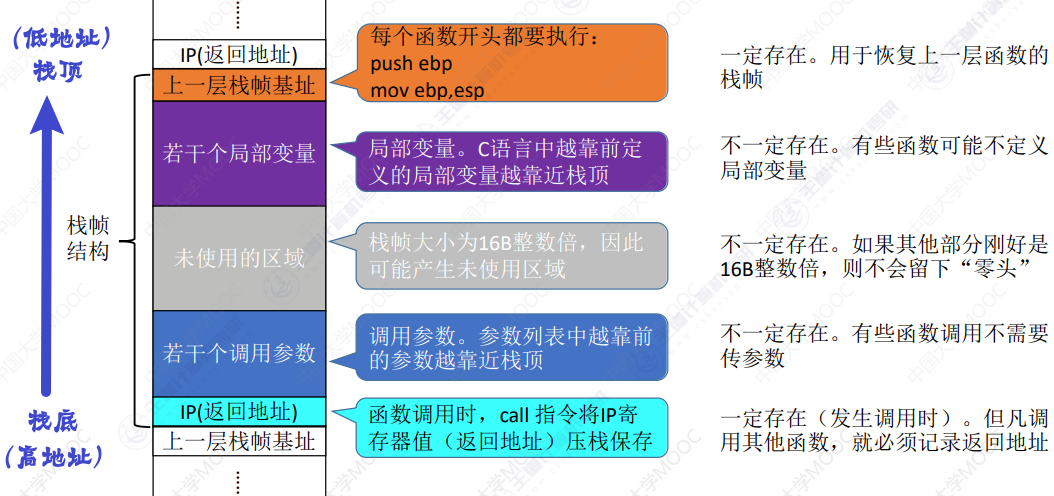 (低地址)
栈顶
栈底
(高地址)
栈帧
结构
IP(返回地址)
上一层栈帧基址
若干个局部变量
未使用的区域
若干个调用参数
IP(返回地址)
上一层栈帧基址
每个函数开头都要执行:
push ebp
mov ebp,esp
局部变量。C语言中越靠前定
义的局部变量越靠近栈顶
栈帧大小为16B整数倍,因此
可能产生未使用区域
调用参数。参数列表中越靠前
的参数越靠近栈顶
函数调用时,call 指令将IP寄
存器值(返回地址)压栈保存
一定存在。用于恢复上一层函数的
栈帧
不一定存在。有些函数可能不定义
局部变量
不一定存在。如果其他部分刚好是
16B整数倍,则不会留下“零头”
不一定存在。有些函数调用不需要
传参数
一定存在(发生调用时)。但凡调
用其他函数,就必须记录返回地址